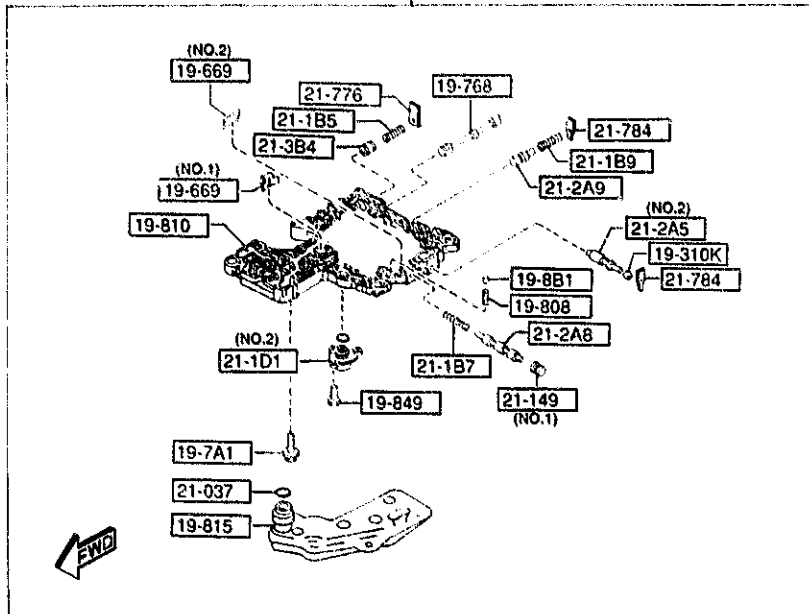 (NO.2)
19-669
21-776
19-768
21-1B5
21-784
21-3B4
21-1B9
(NO.1)
21-2A9
19-669
(NO.2)
19-810
21-2A5
19-310K
19-8B1
21-784
19-808
(NO.2)
21-2A8
21-1D1
21-1B7
19-849
21-149
(NO.1)
19-7A1
21-037
19-815
FWD